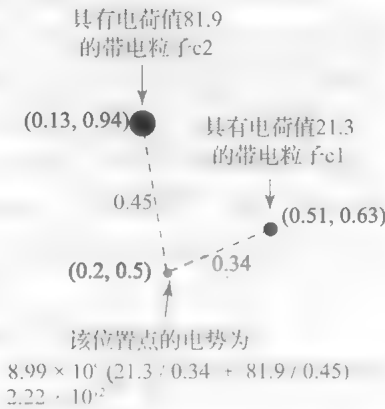 具有电荷值81.9
的带电粒子c2
(0.13, 0.94)
具有电荷值21.3
的带电粒子c1
0.45
(0.51, 0.63)
(0.2, 0.5)
0.34
该位置点的电势为
8.99 × 10 (21.3 / 0.34 + 81.9 / 0.45)
2.22 · 10